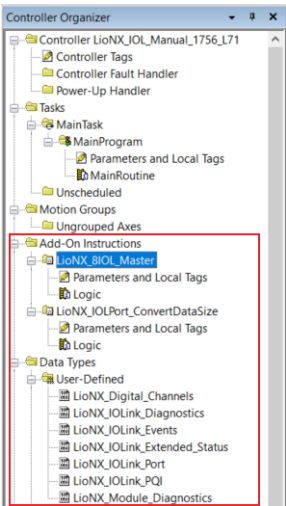 Controller Organizer
Controller LioNX_IOL_Manual_1756_L71
Controller Tags
Controller Fault Handler
Power-Up Handler
Tasks
MainTask
MainProgram
Parameters and Local Tags
MainRoutine
Unscheduled
Motion Groups
Ungrouped Axes
Add-On Instructions
LioNX_8IOL_Master
Parameters and Local Tags
Logic
LioNX_IOLPort_ConvertDataSize
Parameters and Local Tags
Logic
Data Types
User-Defined
LioNX_Digital_Channels
LioNX_IOLink_Diagnostics
LioNX_IOLink_Events
LioNX_IOLink_Extended_Status
LioNX_IOLink_Port
LioNX_IOLink_PQI
LioNX_Module_Diagnostics